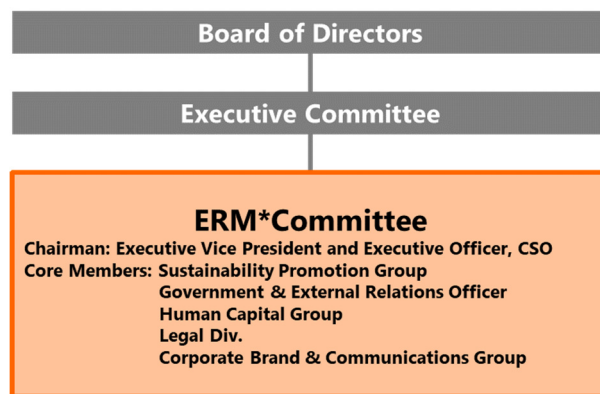 Board of Directors
Executive Committee
ERM*Committee
Chairman: Executive Vice President and Executive Officer, CSO
Core Members: Sustainability Promotion Group
Government & External Relations Officer
Human Capital Group
Legal Div.
Corporate Brand & Communications Group